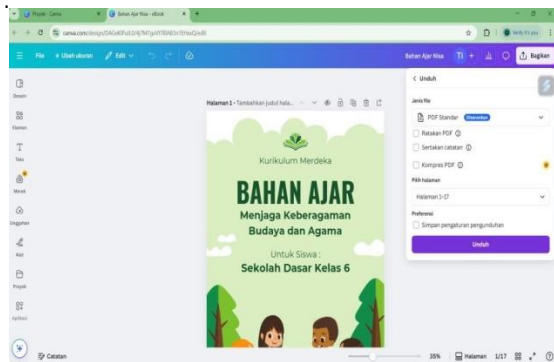 Proyek - Canva
Bahan Ajar Nisa - eBook
Verify it's you
File
Ubah ukuran
Edit
Bahan Ajar Nisa
Bagikan
Desain
Elemen
Teks
Merek
Unggahan
Alat
Proyek
Aplikasi
Halaman 1 - Tambahkan judul hala...
Kurikulum Merdeka
BAHAN AJAR
Menjaga Keberagaman
Budaya dan Agama
Untuk Siswa :
Sekolah Dasar Kelas 6
Unduh
Jenis file
PDF Standar
Ratakan PDF
Sertakan catatan
Kompres PDF
Pilih halaman
Halaman 1-17
Preferensi
Simpan pengaturan pengunduhan
Unduh
Catatan
35%
Halaman
1/17